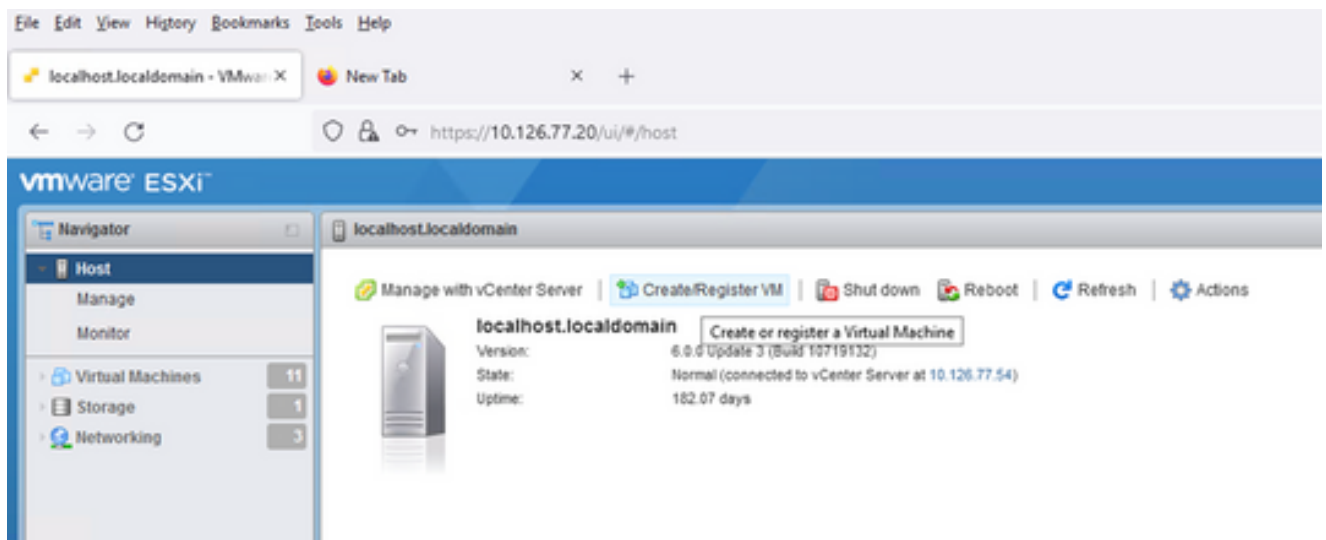 File Edit View History Bookmarks Tools Help
localhost.localdomain - VMwar
New Tab
https://10.126.77.20/ui/#/host
vmware ESXi™
Navigator
localhost.localdomain
Host
Manage
Monitor
Virtual Machines 11
Storage 1
Networking 3
Manage with vCenter Server | Create/Register VM | Shut down Reboot | Refresh | Actions
localhost.localdomain
Create or register a Virtual Machine
Version: 6.0.0 Update 3 (Build 10719132)
State: Normal (connected to vCenter Server at 10.126.77.54)
Uptime: 182.07 days